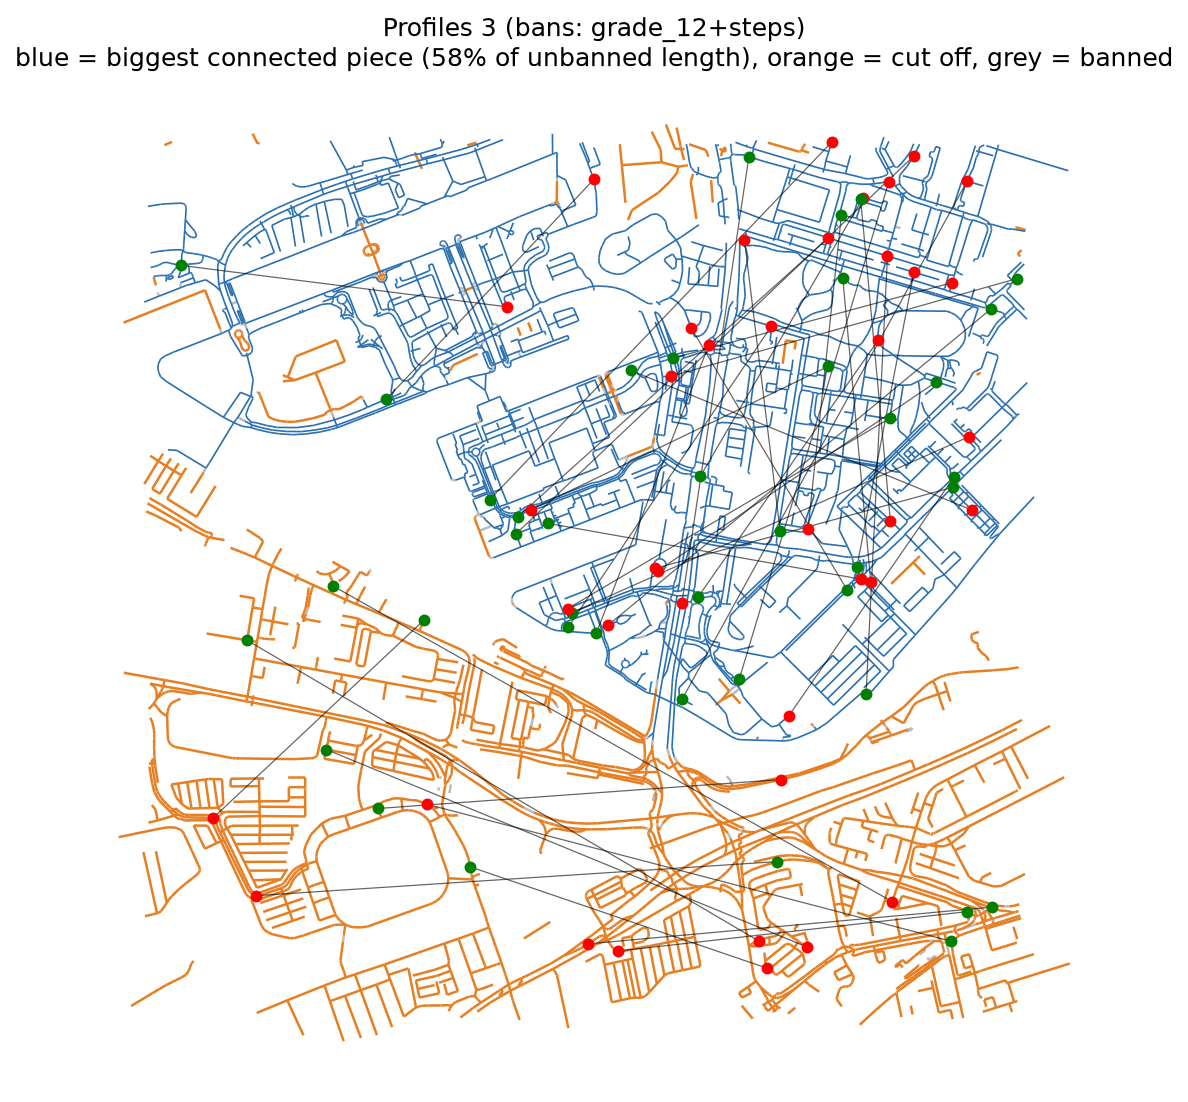 Profiles 3 (bans: grade_12+steps)
blue = biggest connected piece (58% of unbanned length), orange = cut off, grey = banned